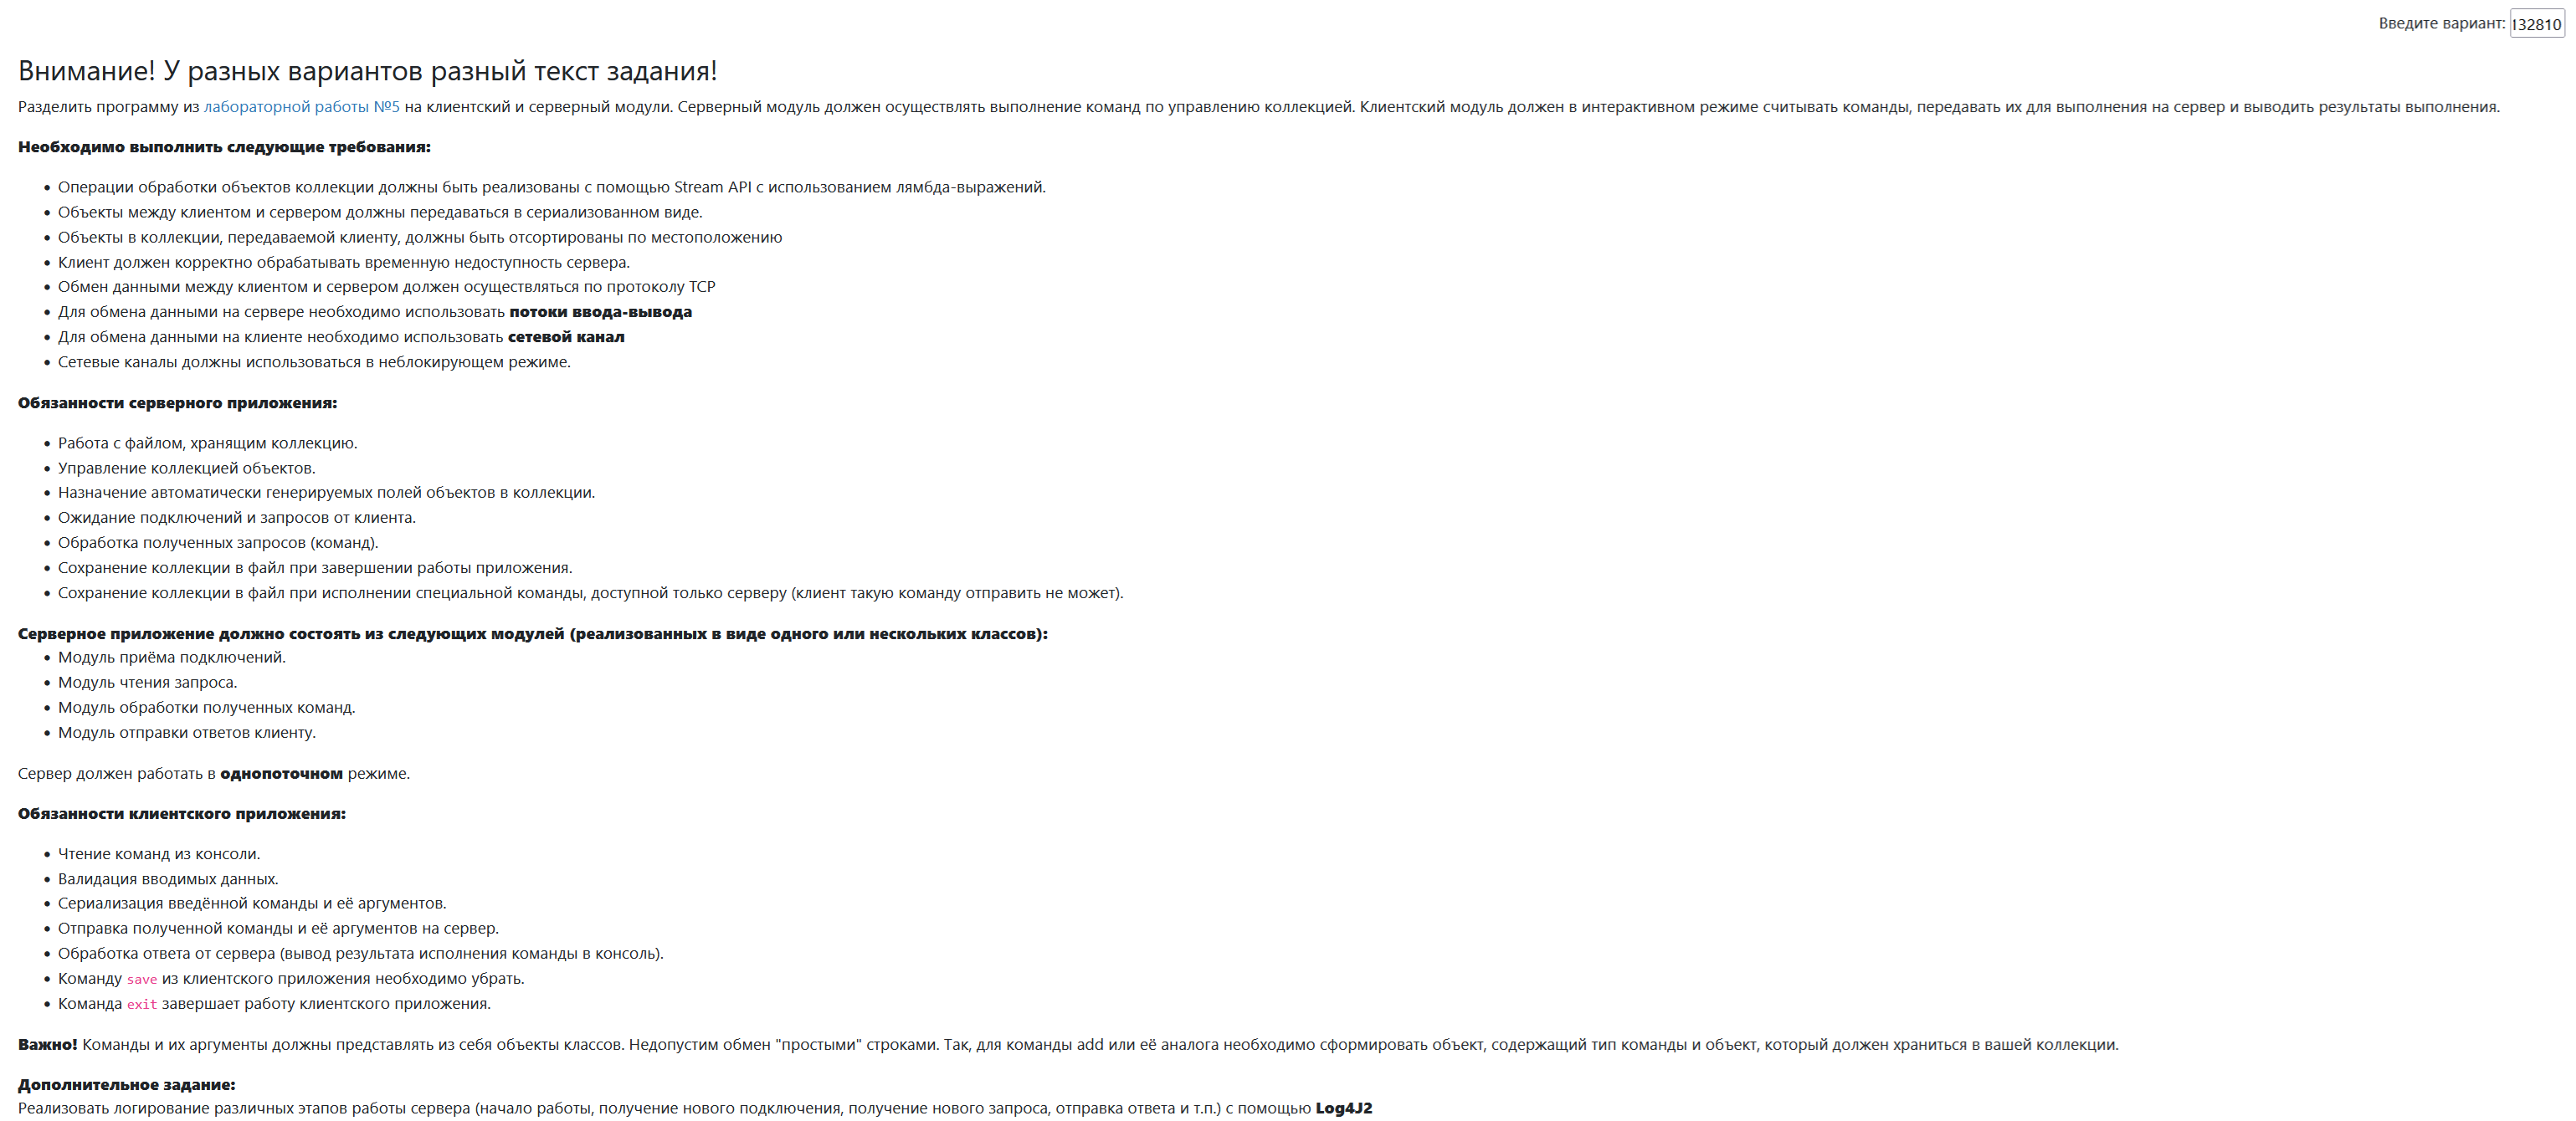 Введите вариант: 132810
Внимание! У разных вариантов разный текст задания!
Разделить программу из лабораторной работы №5 на клиентский и серверный модули. Серверный модуль должен осуществлять выполнение команд по управлению коллекцией. Клиентский модуль должен в интерактивном режиме считывать команды, передавать их для выполнения на сервер и выводить результаты выполнения.
Необходимо выполнить следующие требования:
• Операции обработки объектов коллекции должны быть реализованы с помощью Stream API с использованием лямбда-выражений.
• Объекты между клиентом и сервером должны передаваться в сериализованном виде.
• Объекты в коллекции, передаваемой клиенту, должны быть отсортированы по местоположению
• Клиент должен корректно обрабатывать временную недоступность сервера.
• Обмен данными между клиентом и сервером должен осуществляться по протоколу TCP
• Для обмена данными на сервере необходимо использовать потоки ввода-вывода
• Для обмена данными на клиенте необходимо использовать сетевой канал
• Сетевые каналы должны использоваться в неблокирующем режиме.
Обязанности серверного приложения:
• Работа с файлом, хранящим коллекцию.
• Управление коллекцией объектов.
• Назначение автоматически генерируемых полей объектов в коллекции.
• Ожидание подключений и запросов от клиента.
• Обработка полученных запросов (команд).
• Сохранение коллекции в файл при завершении работы приложения.
• Сохранение коллекции в файл при исполнении специальной команды, доступной только серверу (клиент такую команду отправить не может).
Серверное приложение должно состоять из следующих модулей (реализованных в виде одного или нескольких классов):
• Модуль приёма подключений.
• Модуль чтения запроса.
• Модуль обработки полученных команд.
• Модуль отправки ответов клиенту.
Сервер должен работать в однопоточном режиме.
Обязанности клиентского приложения:
• Чтение команд из консоли.
• Валидация вводимых данных.
• Сериализация введённой команды и её аргументов.
• Отправка полученной команды и её аргументов на сервер.
• Обработка ответа от сервера (вывод результата исполнения команды в консоль).
• Команду save из клиентского приложения необходимо убрать.
• Команда exit завершает работу клиентского приложения.
Важно! Команды и их аргументы должны представлять из себя объекты классов. Недопустим обмен "простыми" строками. Так, для команды add или её аналога необходимо сформировать объект, содержащий тип команды и объект, который должен храниться в вашей коллекции.
Дополнительное задание:
Реализовать логирование различных этапов работы сервера (начало работы, получение нового подключения, получение нового запроса, отправка ответа и т.п.) с помощью Log4J2